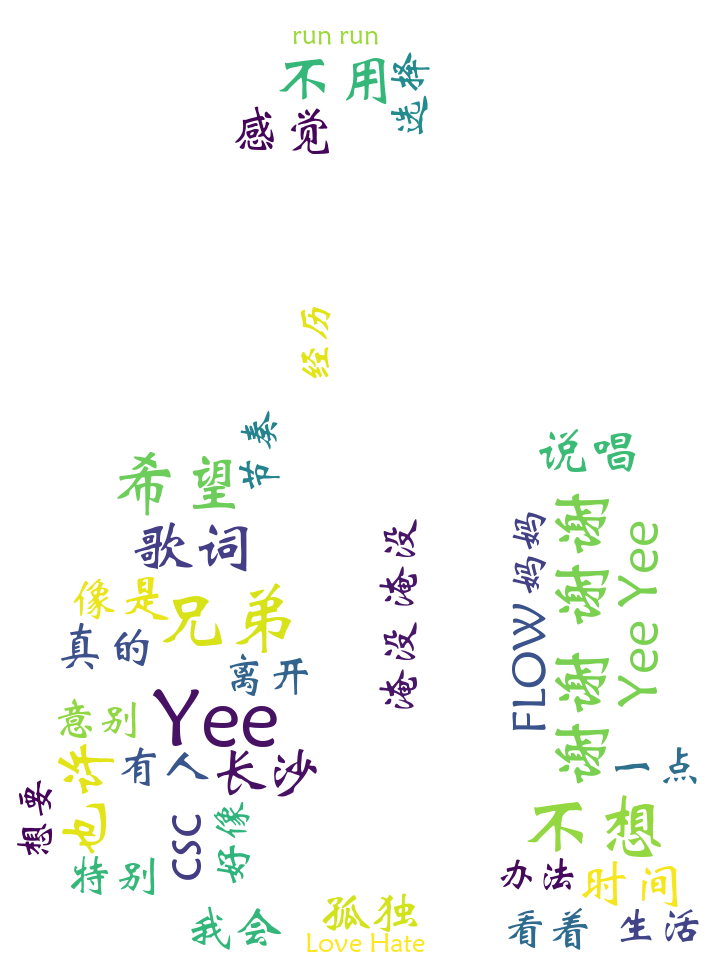 run run
不用
选择
感觉
经历
节奏
希望
说唱
歌词
淹没 淹没
妈妈
谢谢 谢谢
Yee Yee
像是
兄弟
FLOW
真的
离开
意别
Yee
也许
有人
长沙
一点
想要
CSC
好像
不想
特别
办法
时间
我会
孤独
看着
生活
Love Hate